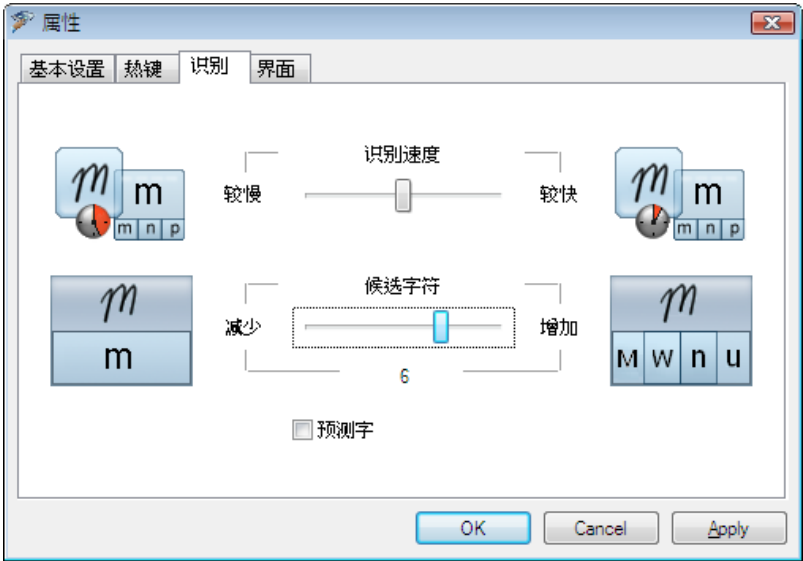 属性
基本设置 热键 识别 界面
识别速度
较慢 较快
m m
m n p m n p
候选字符
减少 增加
m m
m M W n u
6
预测字
OK Cancel Apply